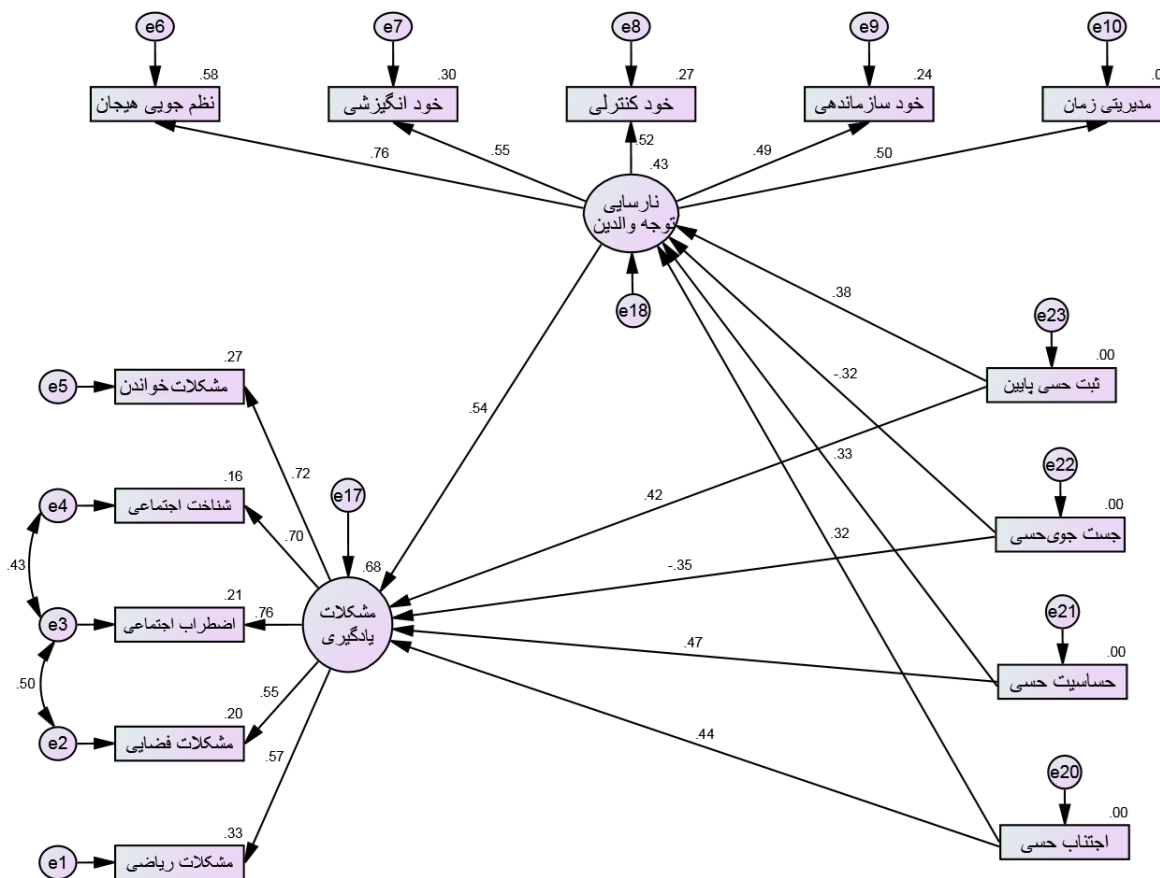 e6 e7 e8 e9 e10
.58 .30 .27 .24 .0
نظم جویی هیجان خود انگیزشی خود کنترلی خود سازماندهی مدیریتی زمان
.76 .55 .52 .49 .50
.43
نارسایی
توجه والدین
e18
.38
e23
.00
ثبت حسی پایین
.27
e5 مشکلات خواندن
-.32
.54
.33
e22
.00
جست جوی حسی
.72
.42
.32
.16
e4 شناخت اجتماعی
.70
e17
.43
-.35
.68
مشکلات
یادگیری
.21
e3 اضطراب اجتماعی
.76
e21
.00
حساسیت حسی
.47
.50
.55
.20
e2 مشکلات فضایی
.44
.57
e20
.00
اجتناب حسی
.33
e1 مشکلات ریاضی